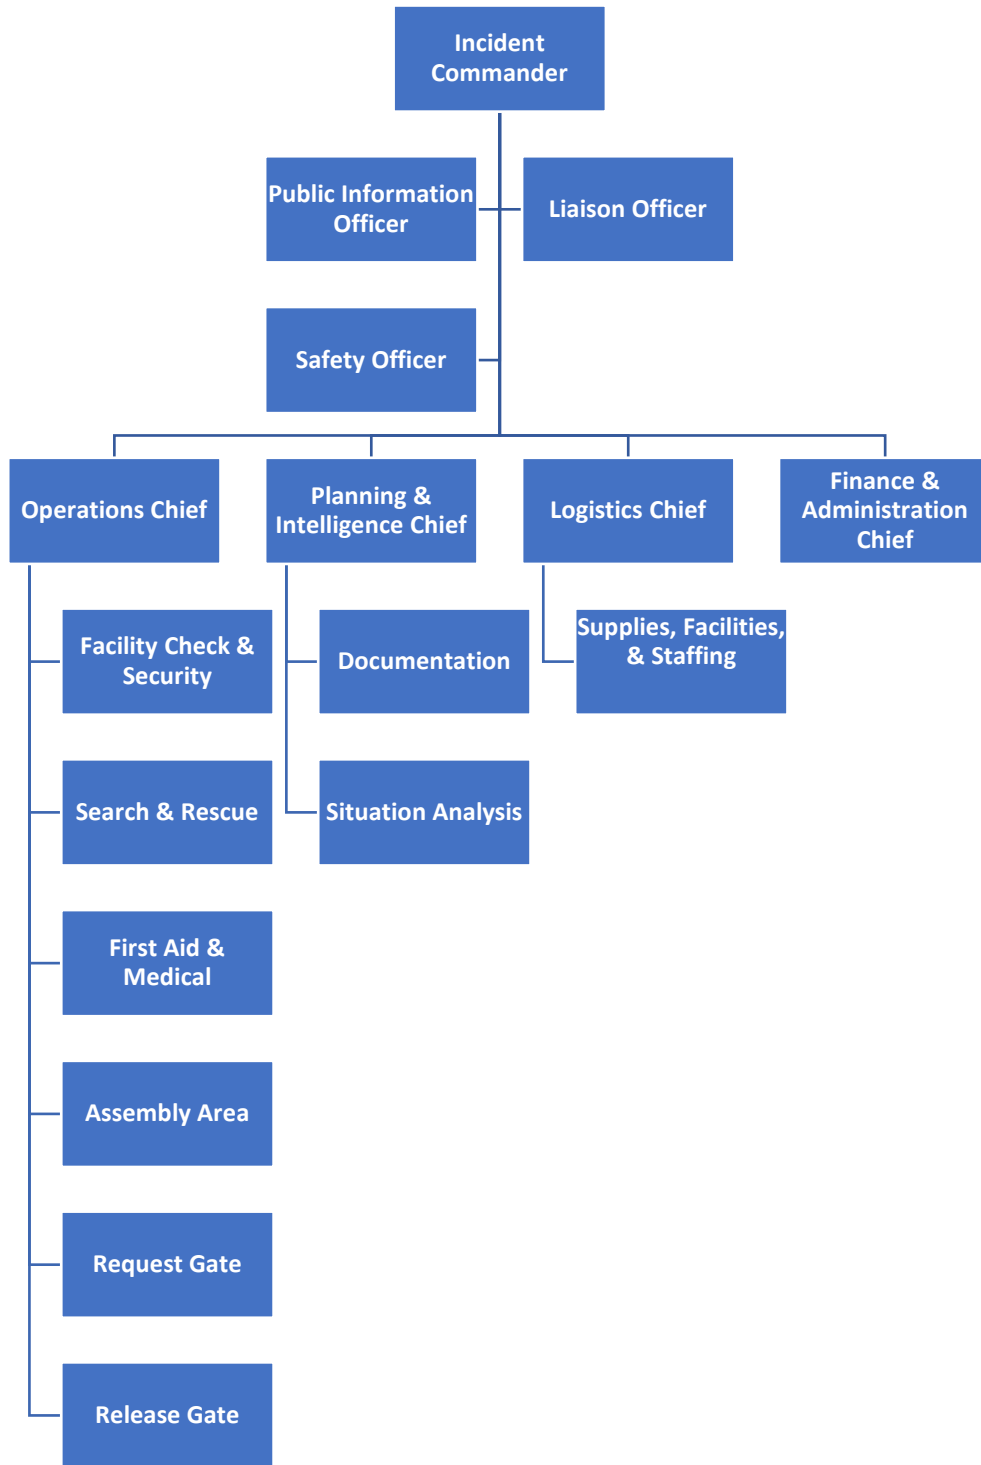 Incident
Commander
Public Information
Officer
Liaison Officer
Safety Officer
Operations Chief
Planning &
Intelligence Chief
Logistics Chief
Finance &
Administration
Chief
Facility Check &
Security
Documentation
Supplies, Facilities,
& Staffing
Search & Rescue
Situation Analysis
First Aid &
Medical
Assembly Area
Request Gate
Release Gate